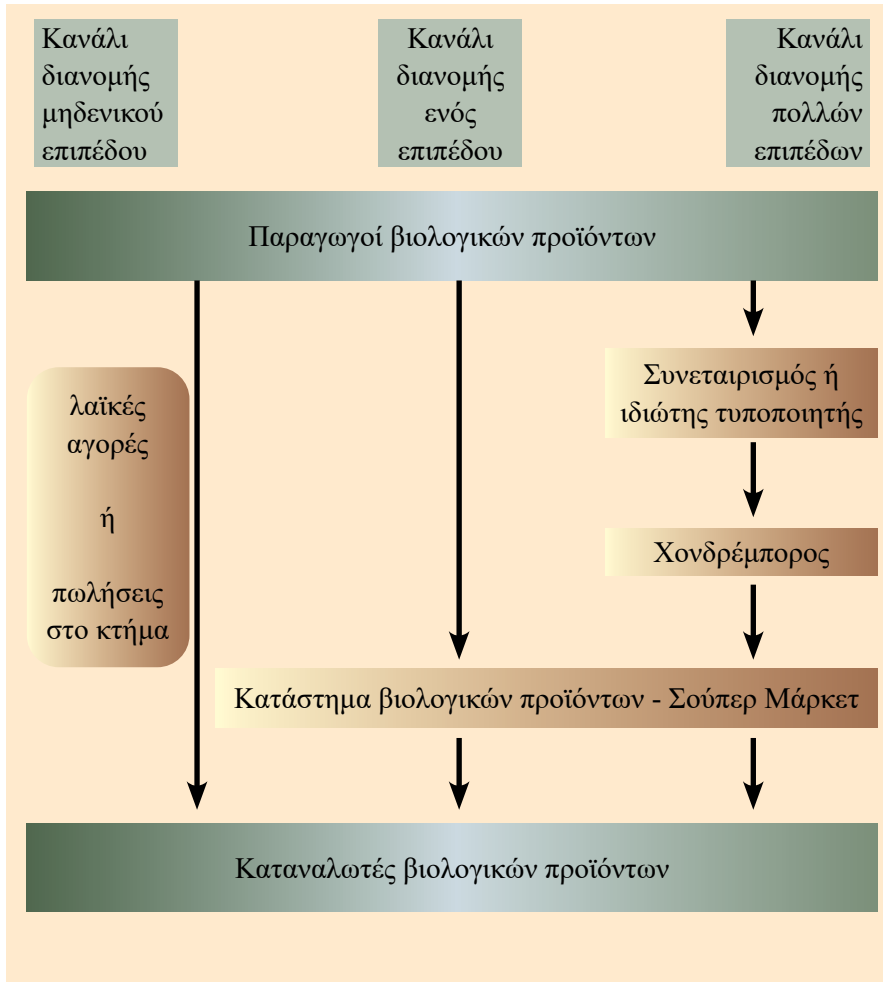 Κανάλι
διανομής
μηδενικού
επιπέδου
Κανάλι
διανομής
ενός
επιπέδου
Κανάλι
διανομής
πολλών
επιπέδων
Παραγωγοί βιολογικών προϊόντων
λαϊκές
αγορές
ή
πωλήσεις
στο κτήμα
Συνεταιρισμός ή
ιδιώτης τυποποιητής
Χονδρέμπορος
Κατάστημα βιολογικών προϊόντων - Σούπερ Μάρκετ
Καταναλωτές βιολογικών προϊόντων